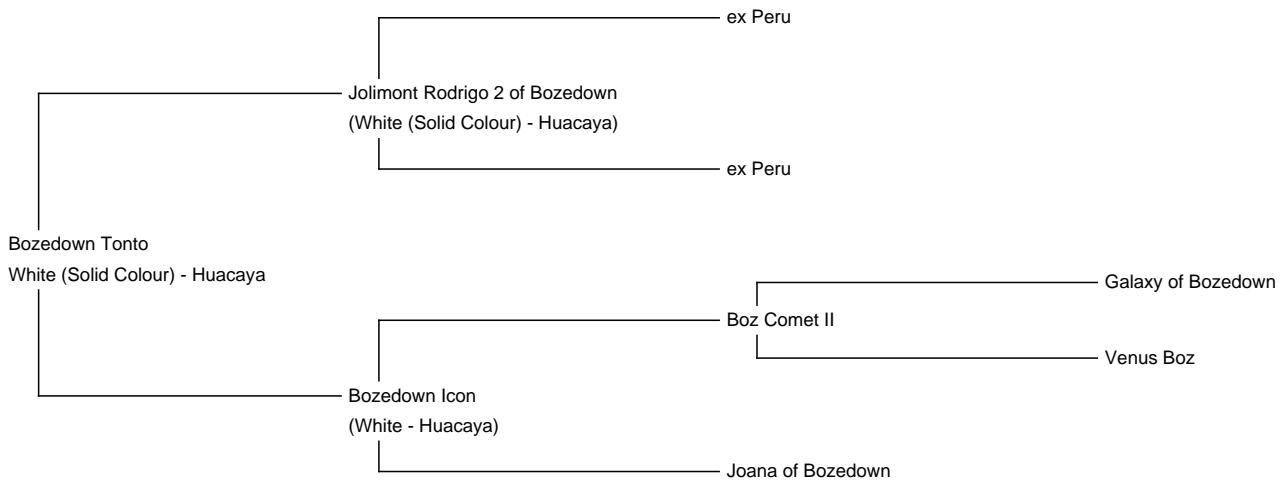 ex Peru
Jolimont Rodrigo 2 of Bozedown
(White (Solid Colour) - Huacaya)
ex Peru
Bozedown Tonto
White (Solid Colour) - Huacaya
Galaxy of Bozedown
Boz Comet II
Venus Boz
Bozedown Icon
(White - Huacaya)
Joana of Bozedown